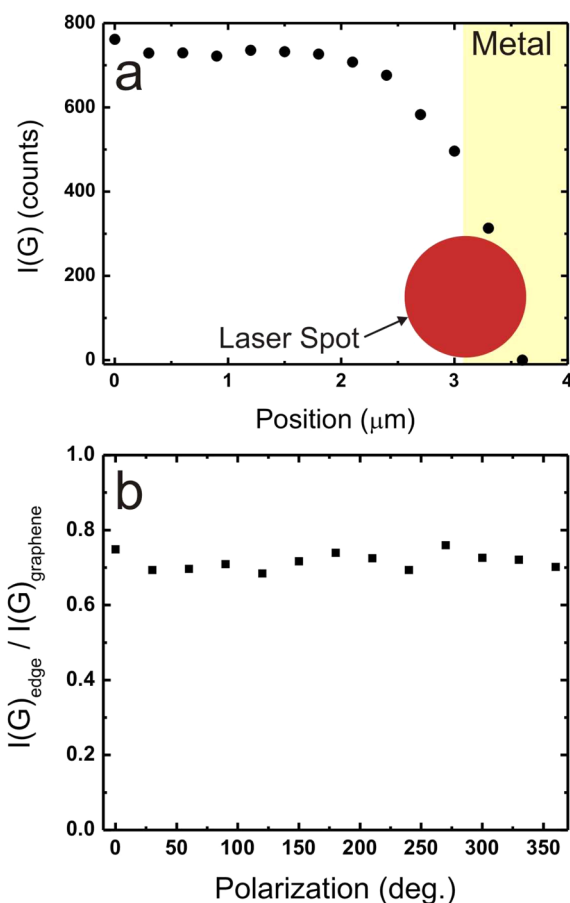 800
600
400
200
0
a
Metal
I(G) (counts)
Laser Spot
0 1 2 3 4
Position (μm)
1.0
0.8
0.6
0.4
0.2
0.0
b
I(G)edge / I(G)graphene
0 50 100 150 200 250 300 350
Polarization (deg.)